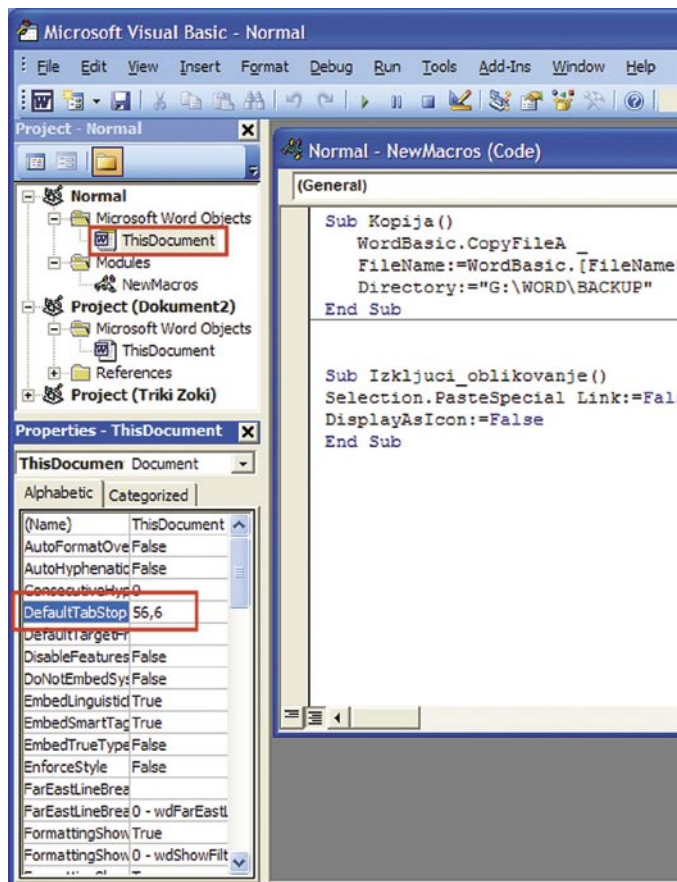 Microsoft Visual Basic - Normal
File Edit View Insert Format Debug Run Tools Add-Ins Window Help
Project - Normal
Normal
Microsoft Word Objects
ThisDocument
Modules
NewMacros
Project (Dokument2)
Microsoft Word Objects
ThisDocument
References
Project (Triki Zoki)
Properties - ThisDocument
ThisDocumen Document
Alphabetic Categorized
(Name) ThisDocument
AutoFormatOve False
AutoHyphenatic False
ConsecutiveHyp 0
DefaultTabStop 56,6
DefaultTargetFr
DisableFeatures False
DoNotEmbedSy: False
EmbedLinguistic True
EmbedSmartTag True
EmbedTrueType False
EnforceStyle False
FarEastLineBrea
FarEastLineBrea 0 - wdFarEastL
FormattingShow True
FormattingShow 0 - wdShowFilt
Normal - NewMacros (Code)
(General)
Sub Kopija()
WordBasic.CopyFileA _
FileName:=WordBasic.[FileName
Directory:="G:\WORD\BACKUP"
End Sub
Sub Izkljuci_oblikovanje()
Selection.PasteSpecial Link:=Fals
DisplayAsIcon:=False
End Sub